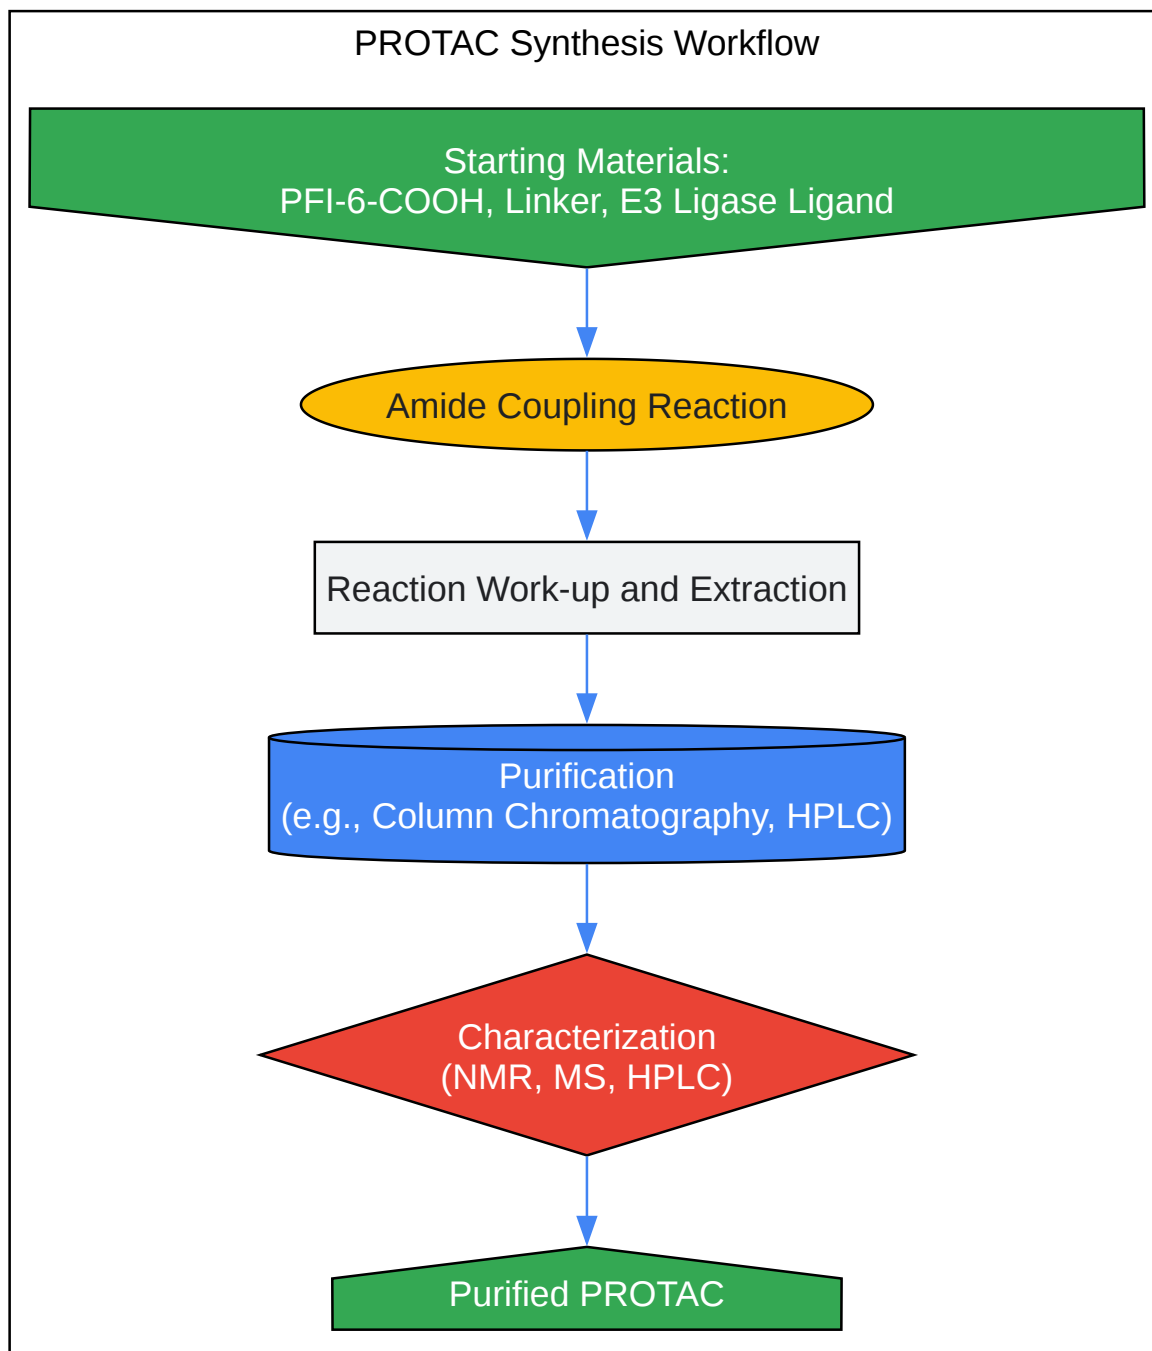 PROTAC Synthesis Workflow
Starting Materials:
PFI-6-COOH, Linker, E3 Ligase Ligand
Amide Coupling Reaction
Reaction Work-up and Extraction
Purification
(e.g., Column Chromatography, HPLC)
Characterization
(NMR, MS, HPLC)
Purified PROTAC